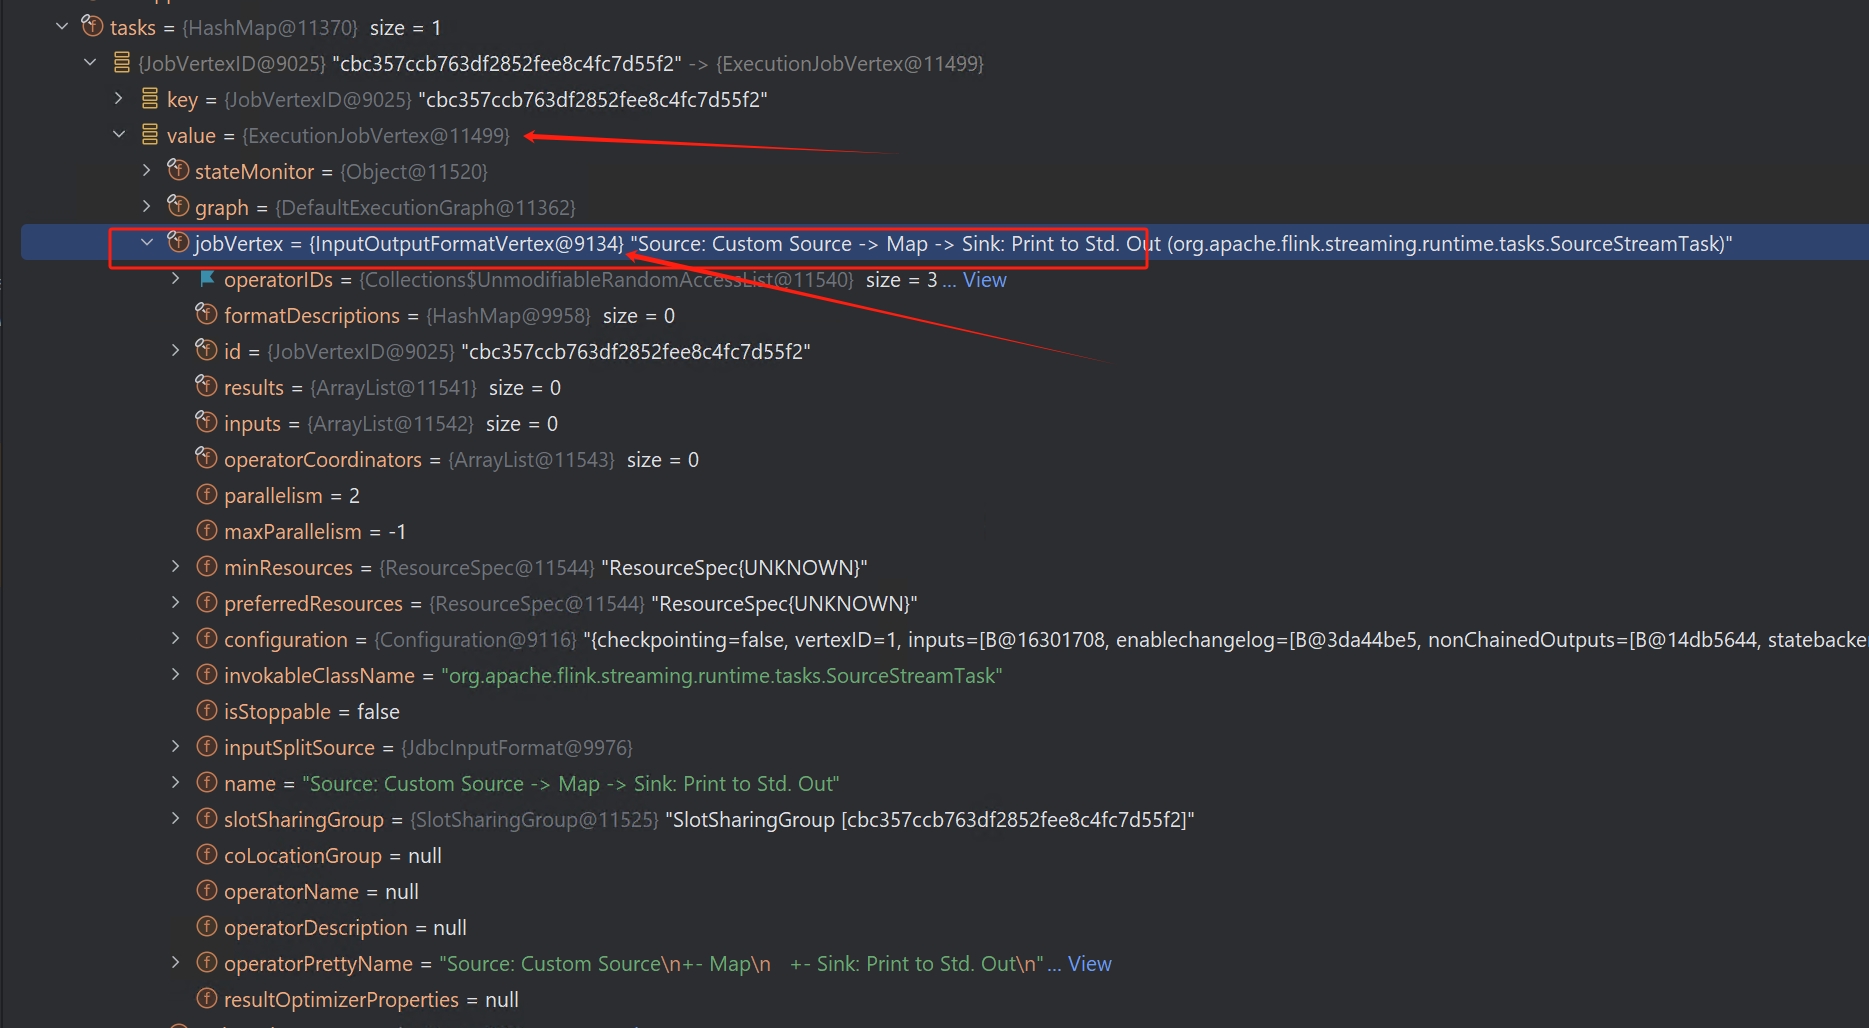 tasks = {HashMap@11370} size = 1
{JobVertexID@9025} "cbc357ccb763df2852fee8c4fc7d55f2" -> {ExecutionJobVertex@11499}
key = {JobVertexID@9025} "cbc357ccb763df2852fee8c4fc7d55f2"
value = {ExecutionJobVertex@11499}
stateMonitor = {Object@11520}
graph = {DefaultExecutionGraph@11362}
jobVertex = {InputOutputFormatVertex@9134} "Source: Custom Source -> Map -> Sink: Print to Std. Out (org.apache.flink.streaming.runtime.tasks.SourceStreamTask)"
operatorIDs = {Collections$UnmodifiableRandomAccessList@11540} size = 3 ... View
formatDescriptions = {HashMap@9958} size = 0
id = {JobVertexID@9025} "cbc357ccb763df2852fee8c4fc7d55f2"
results = {ArrayList@11541} size = 0
inputs = {ArrayList@11542} size = 0
operatorCoordinators = {ArrayList@11543} size = 0
parallelism = 2
maxParallelism = -1
minResources = {ResourceSpec@11544} "ResourceSpec{UNKNOWN}"
preferredResources = {ResourceSpec@11544} "ResourceSpec{UNKNOWN}"
configuration = {Configuration@9116} "{checkpointing=false, vertexID=1, inputs=[B@16301708, enablechangelog=[B@3da44be5, nonChainedOutputs=[B@14db5644, statebacke
invokableClassName = "org.apache.flink.streaming.runtime.tasks.SourceStreamTask"
isStoppable = false
inputSplitSource = {JdbcInputFormat@9976}
name = "Source: Custom Source -> Map -> Sink: Print to Std. Out"
slotSharingGroup = {SlotSharingGroup@11525} "SlotSharingGroup [cbc357ccb763df2852fee8c4fc7d55f2]"
coLocationGroup = null
operatorName = null
operatorDescription = null
operatorPrettyName = "Source: Custom Source\n+- Map\n   +- Sink: Print to Std. Out\n" ... View
resultOptimizerProperties = null